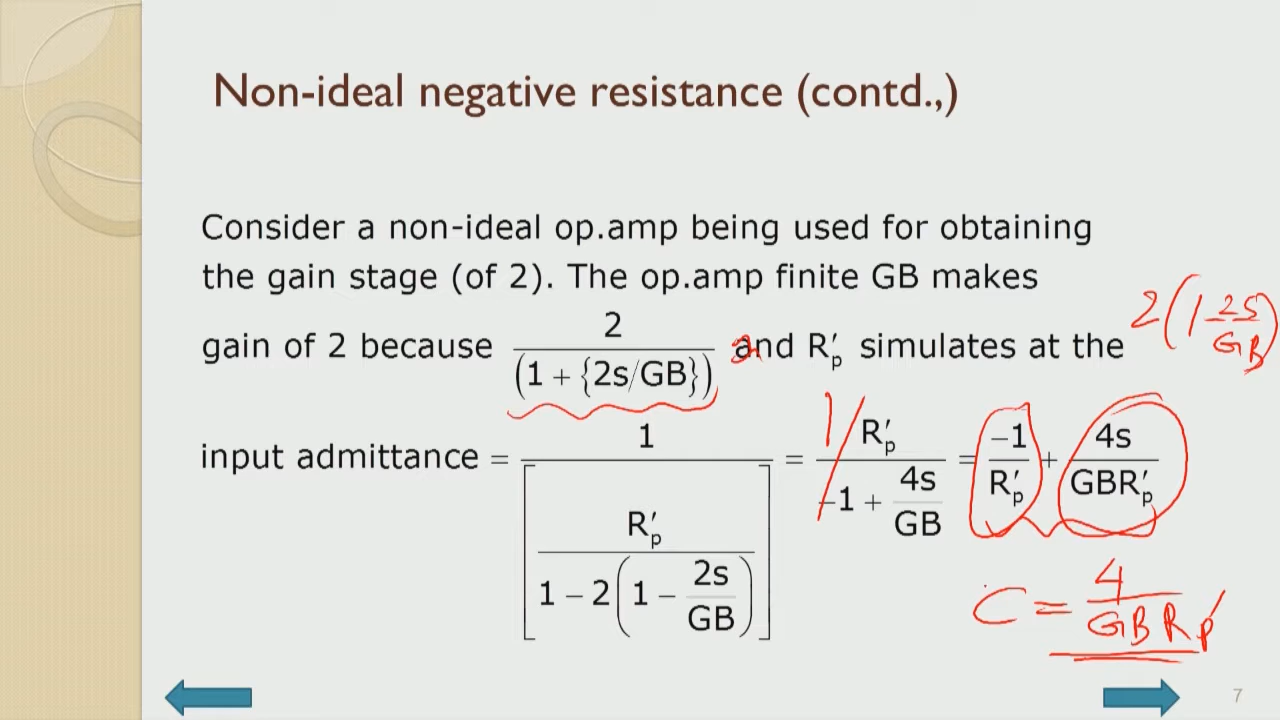 Non-ideal negative resistance (contd.,)
Consider a non-ideal op.amp being used for obtaining
the gain stage (of 2). The op.amp finite GB makes
2(1-2s/GB)
gain of 2 because 2/(1 + {2s/GB}) and R′p simulates at the
input admittance = 1/[R′p/(1 − 2(1 − 2s/GB))] = 1/ R′p/(−1 + 4s/GB) = −1/R′p + 4s/GBR′p
C = 4/GBRp′
7